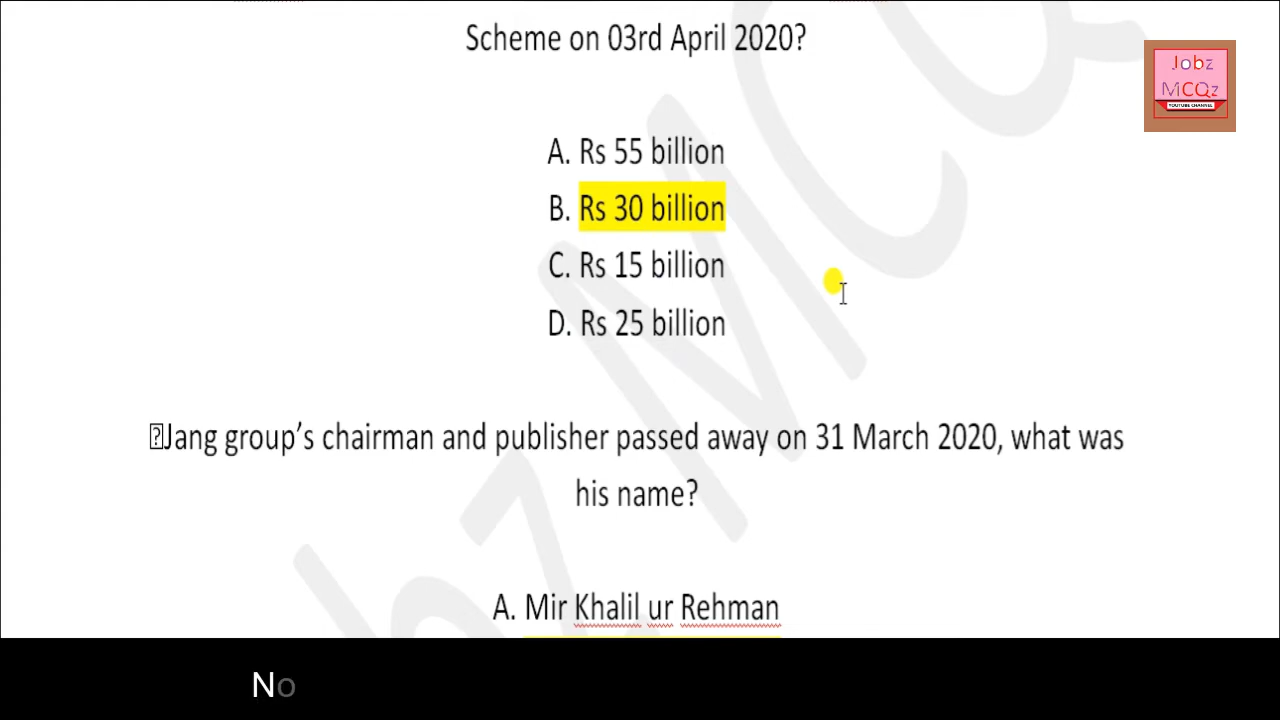 Scheme on 03rd April 2020?
Jobz
MCQz
YOUTUBE CHANNEL
A. Rs 55 billion
B. Rs 30 billion
C. Rs 15 billion
D. Rs 25 billion
Jang group’s chairman and publisher passed away on 31 March 2020, what was
his name?
A. Mir Khalil ur Rehman
No